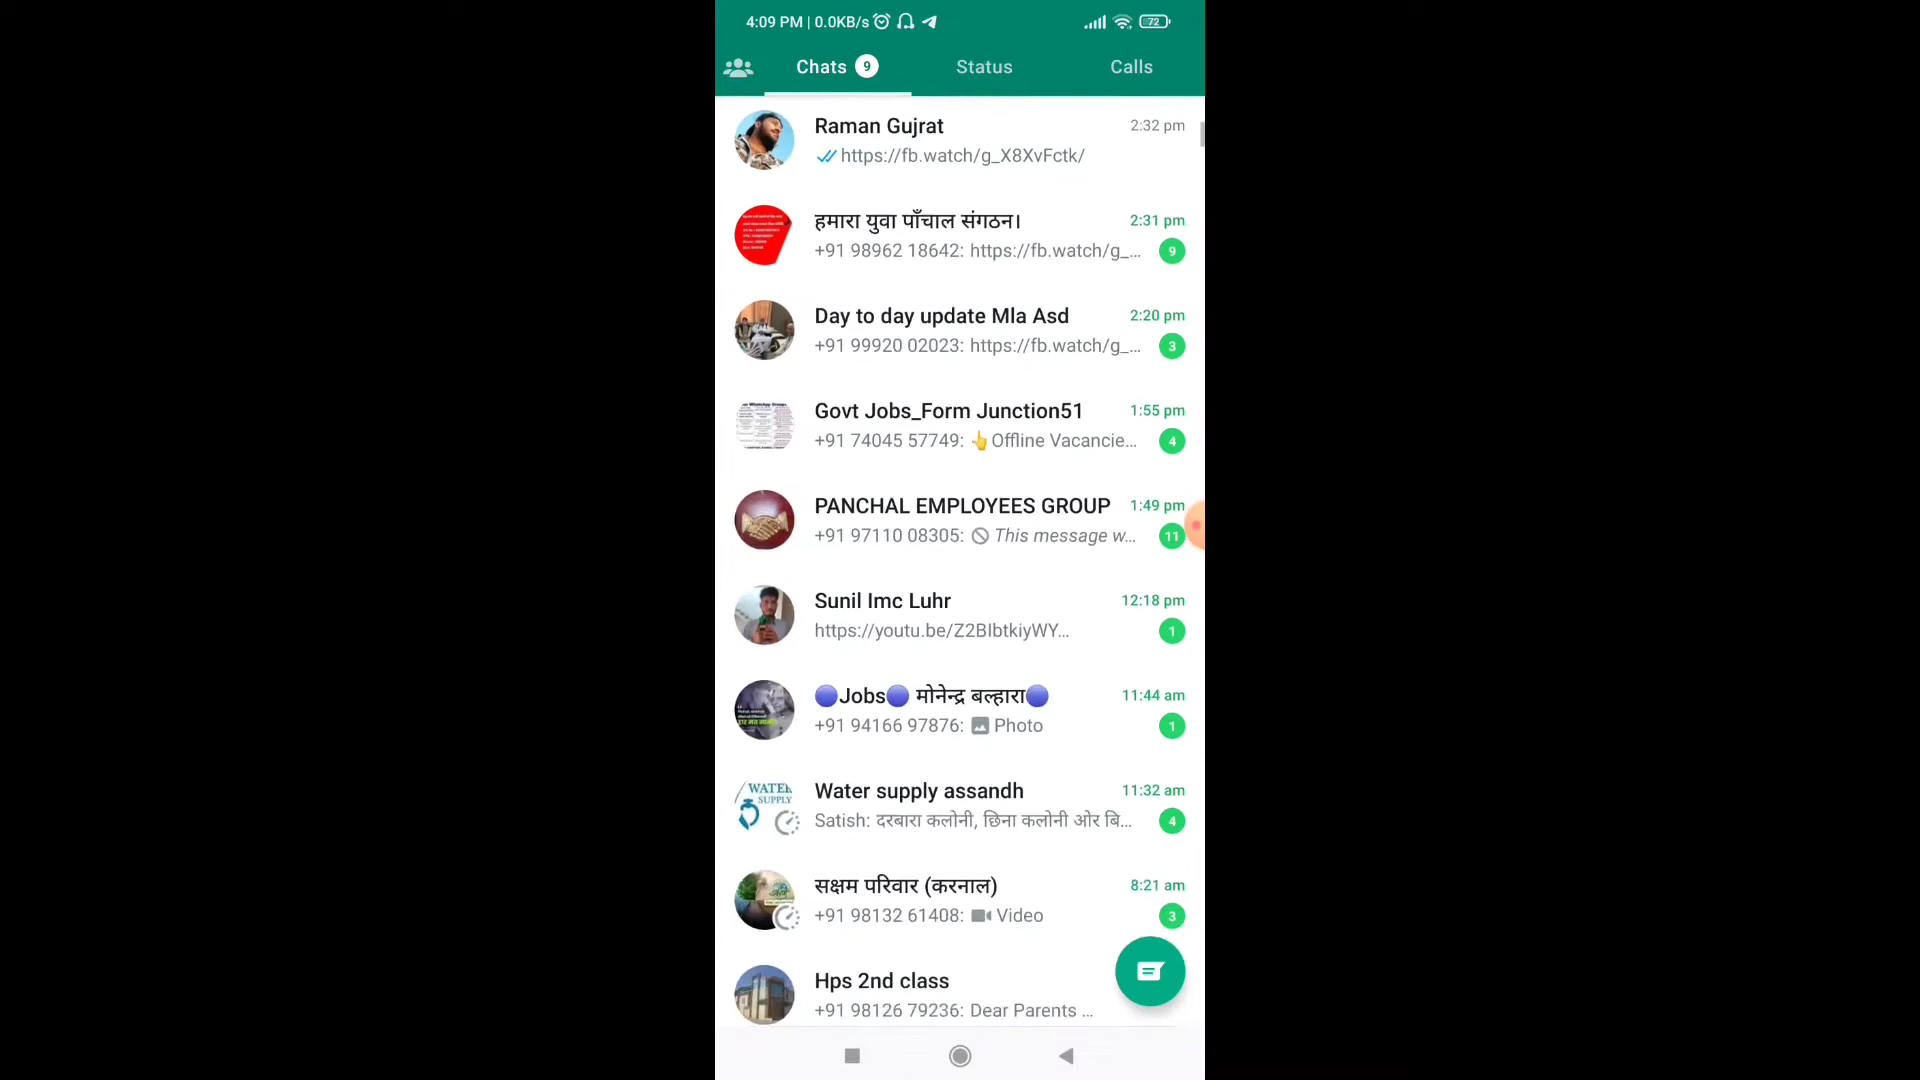 4:09 PM | 0.0KB/s 72
Chats 9 Status Calls
Raman Gujrat 2:32 pm
https://fb.watch/g_X8XvFctk/
हमारा युवा पाँचाल संगठन। 2:31 pm
+91 98962 18642: https://fb.watch/g_... 9
Day to day update Mla Asd 2:20 pm
+91 99920 02023: https://fb.watch/g_... 3
Govt Jobs_Form Junction51 1:55 pm
+91 74045 57749: 👆Offline Vacancie... 4
PANCHAL EMPLOYEES GROUP 1:49 pm
+91 97110 08305: 🚫 This message w... 11
Sunil Imc Luhr 12:18 pm
https://youtu.be/Z2BIbtkiyWY... 1
🔵Jobs🔵 मोनेन्द्र बल्हारा🔵 11:44 am
+91 94166 97876: Photo 1
WATER
SUPPLY
Water supply assandh 11:32 am
Satish: दरबारा कलोनी, छिना कलोनी ओर बि... 4
सक्षम परिवार (करनाल) 8:21 am
+91 98132 61408: Video 3
Hps 2nd class
+91 98126 79236: Dear Parents ...